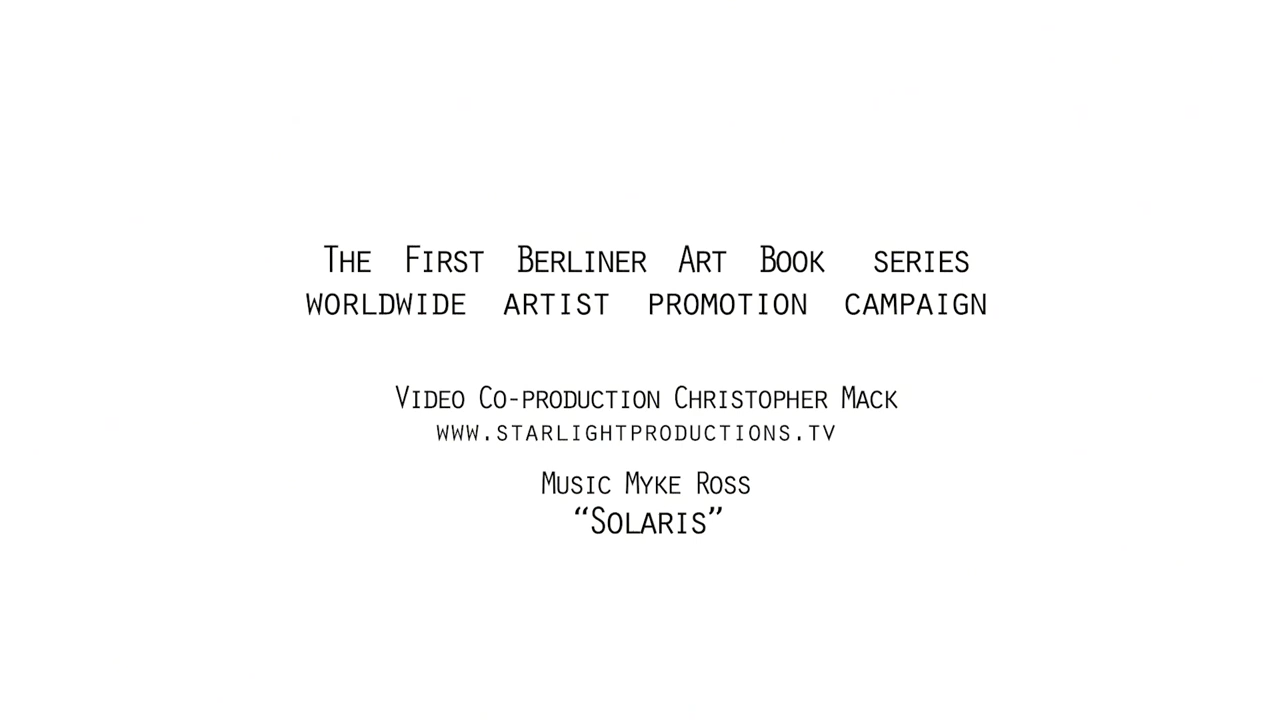 The First Berliner Art Book series
worldwide artist promotion campaign
Video Co-production Christopher Mack
www.starlightproductions.tv
Music Myke Ross
“Solaris”